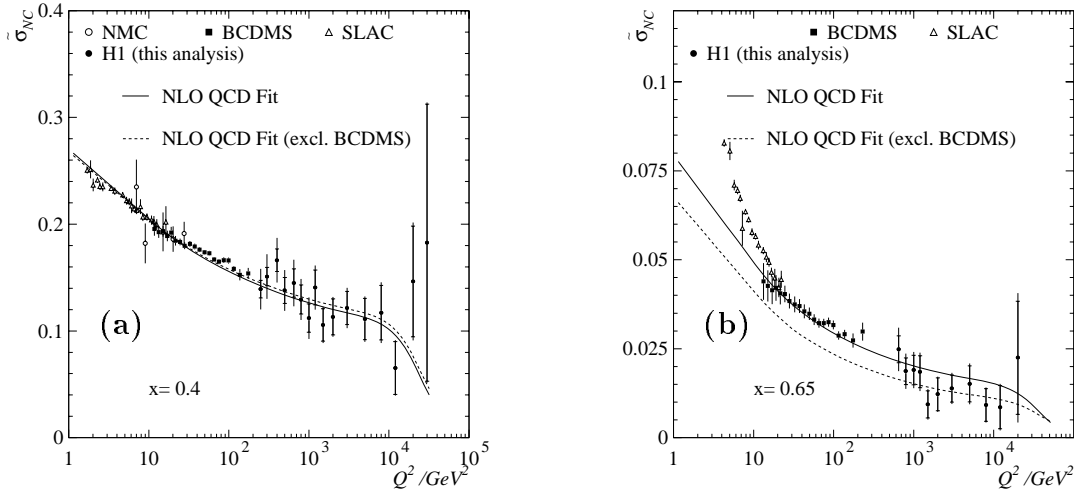 σ̃_NC
0.4
0.3
0.2
0.1
0
NMC BCDMS SLAC
H1 (this analysis)
NLO QCD Fit
NLO QCD Fit (excl. BCDMS)
(a)
x= 0.4
1 10 10² 10³ 10⁴ 10⁵
Q² /GeV²
σ̃_NC
0.1
0.075
0.05
0.025
0
BCDMS SLAC
H1 (this analysis)
NLO QCD Fit
NLO QCD Fit (excl. BCDMS)
(b)
x= 0.65
1 10 10² 10³ 10⁴
Q² /GeV²